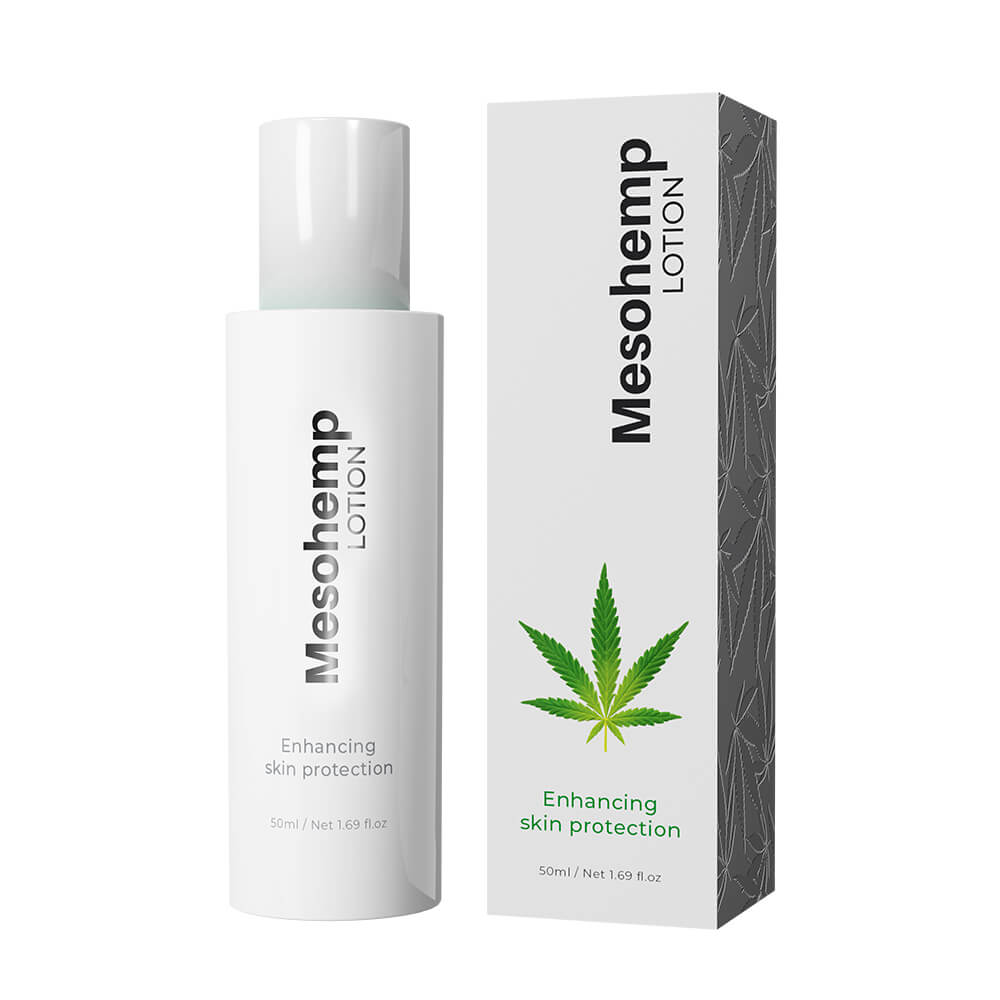 Mesohemp
LOTION
Enhancing
skin protection
50ml / Net 1.69 fl.oz
Mesohemp
LOTION
Enhancing
skin protection
50ml / Net 1.69 fl.oz